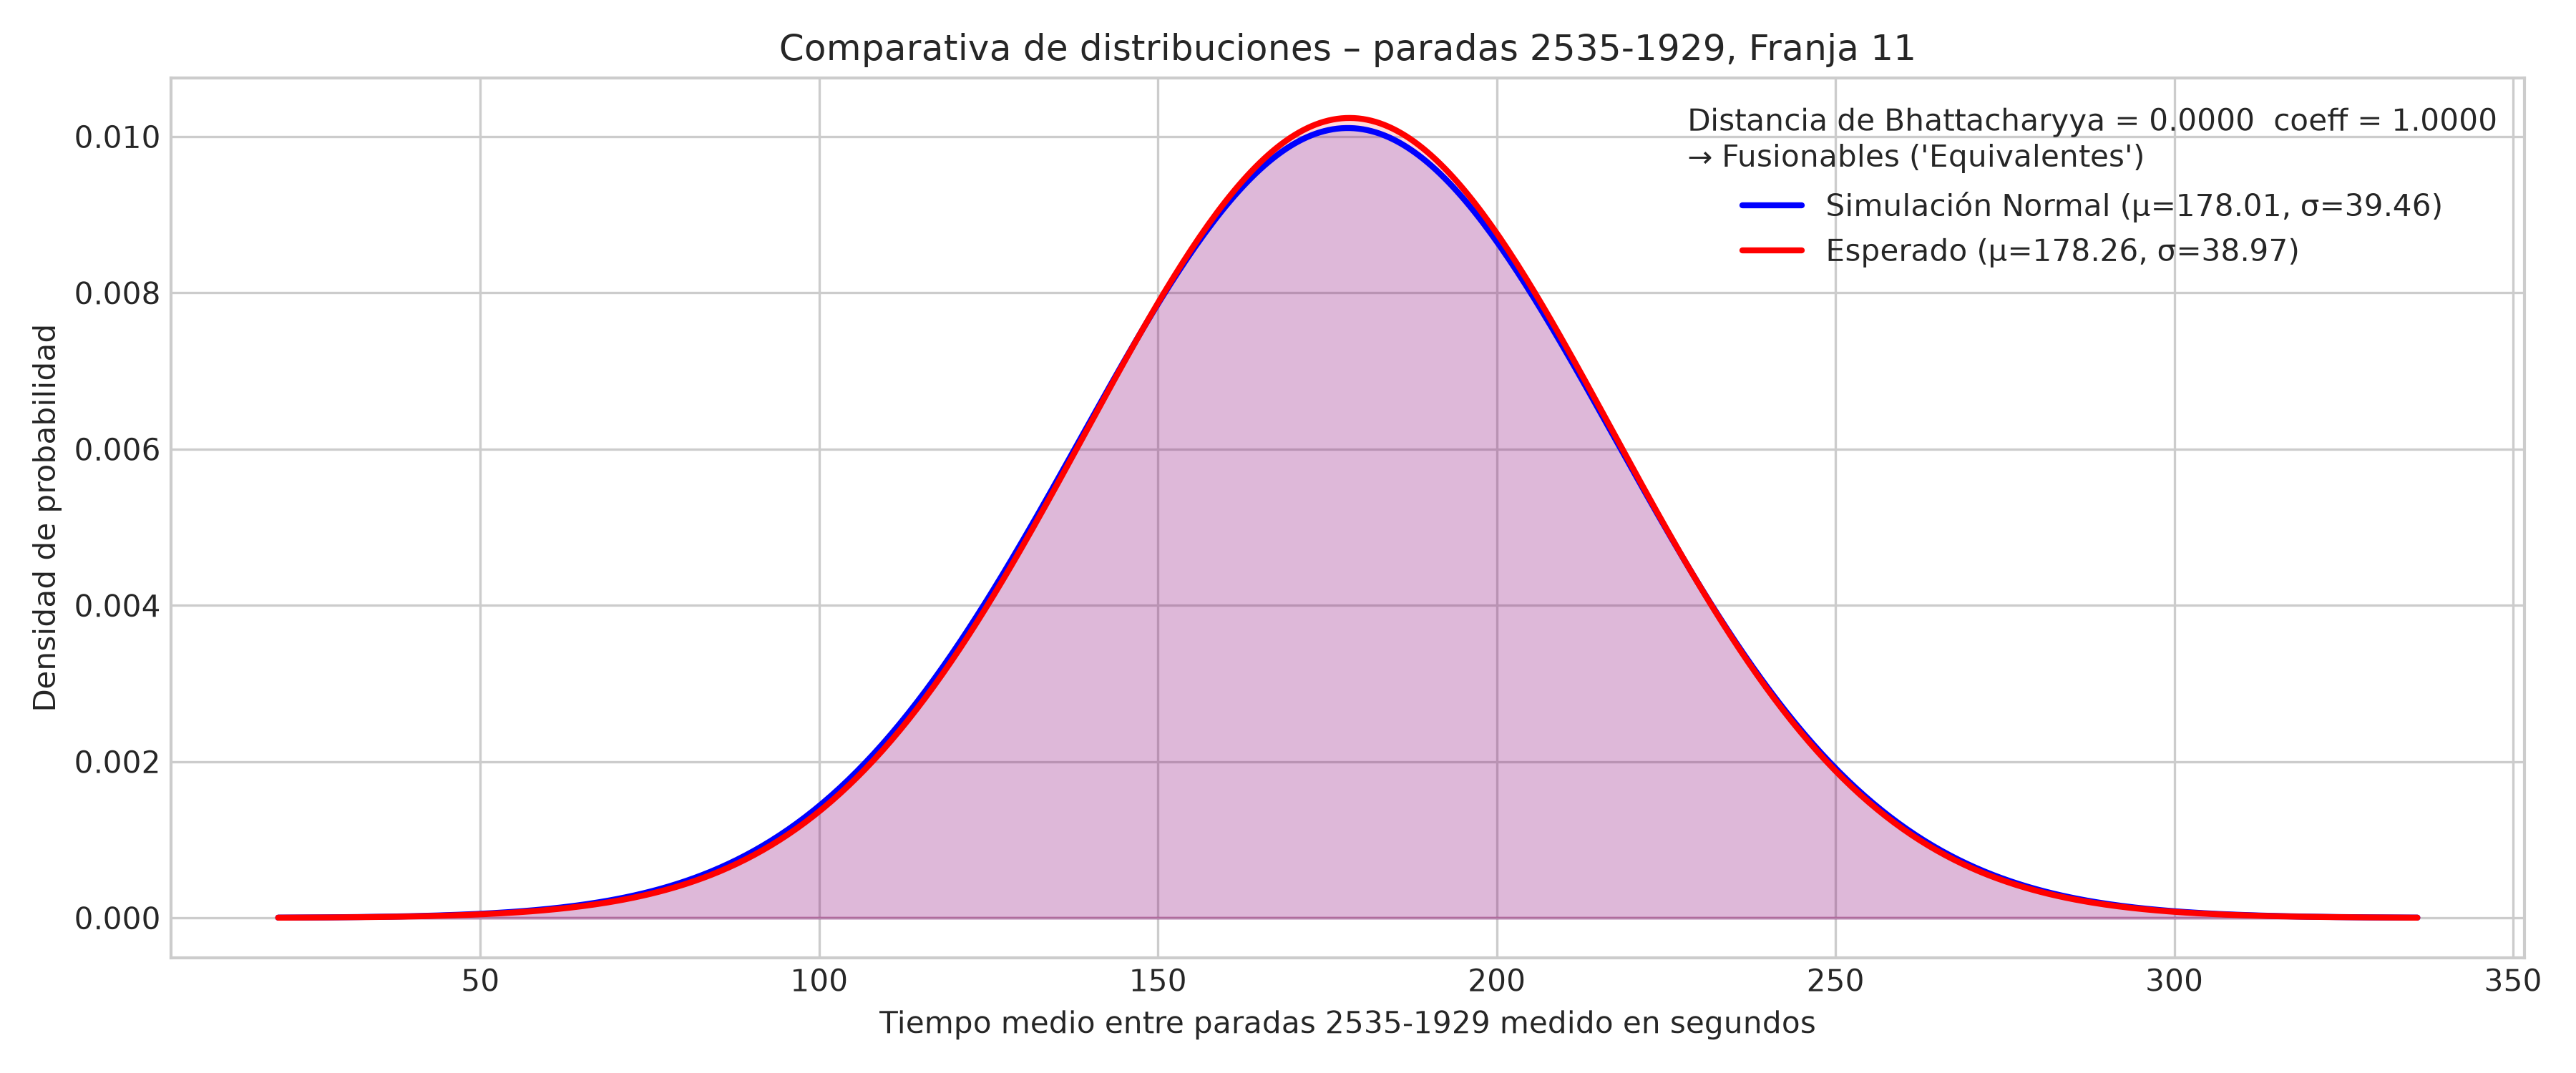 Comparativa de distribuciones – paradas 2535-1929, Franja 11
Distancia de Bhattacharyya = 0.0000  coeff = 1.0000
→ Fusionables ('Equivalentes')
Simulación Normal (μ=178.01, σ=39.46)
Esperado (μ=178.26, σ=38.97)
Densidad de probabilidad
0.010
0.008
0.006
0.004
0.002
0.000
50 100 150 200 250 300 350
Tiempo medio entre paradas 2535-1929 medido en segundos